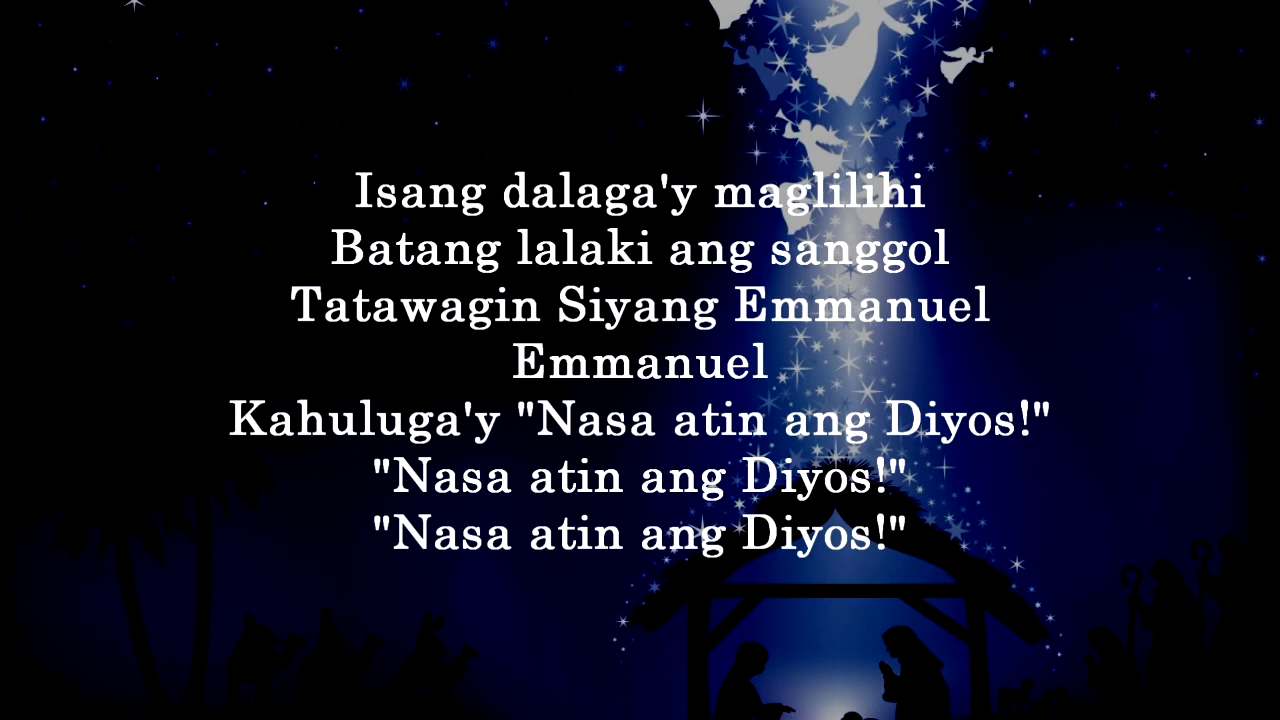 Isang dalaga'y maglilihi
Batang lalaki ang sanggol
Tatawagin Siyang Emmanuel
Emmanuel
Kahuluga'y "Nasa atin ang Diyos!"
"Nasa atin ang Diyos!"
"Nasa atin ang Diyos!"